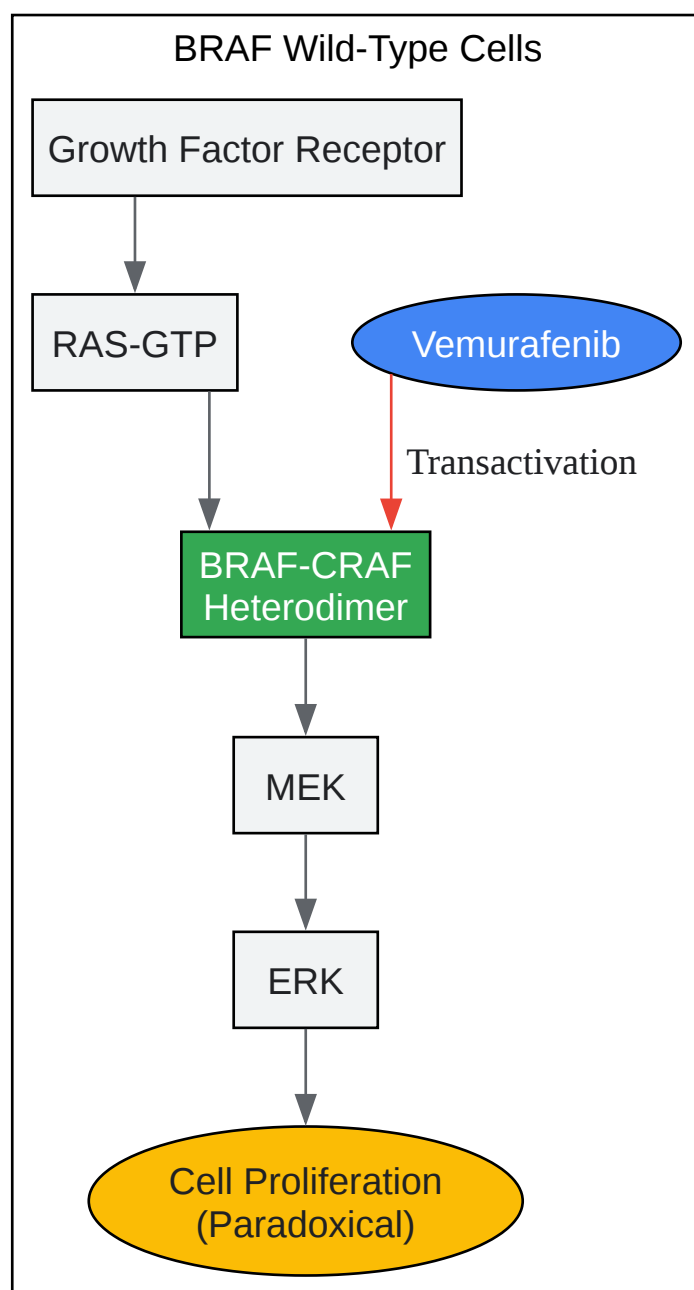 BRAF Wild-Type Cells
Growth Factor Receptor
RAS-GTP
Vemurafenib
Transactivation
BRAF-CRAF
Heterodimer
MEK
ERK
Cell Proliferation
(Paradoxical)